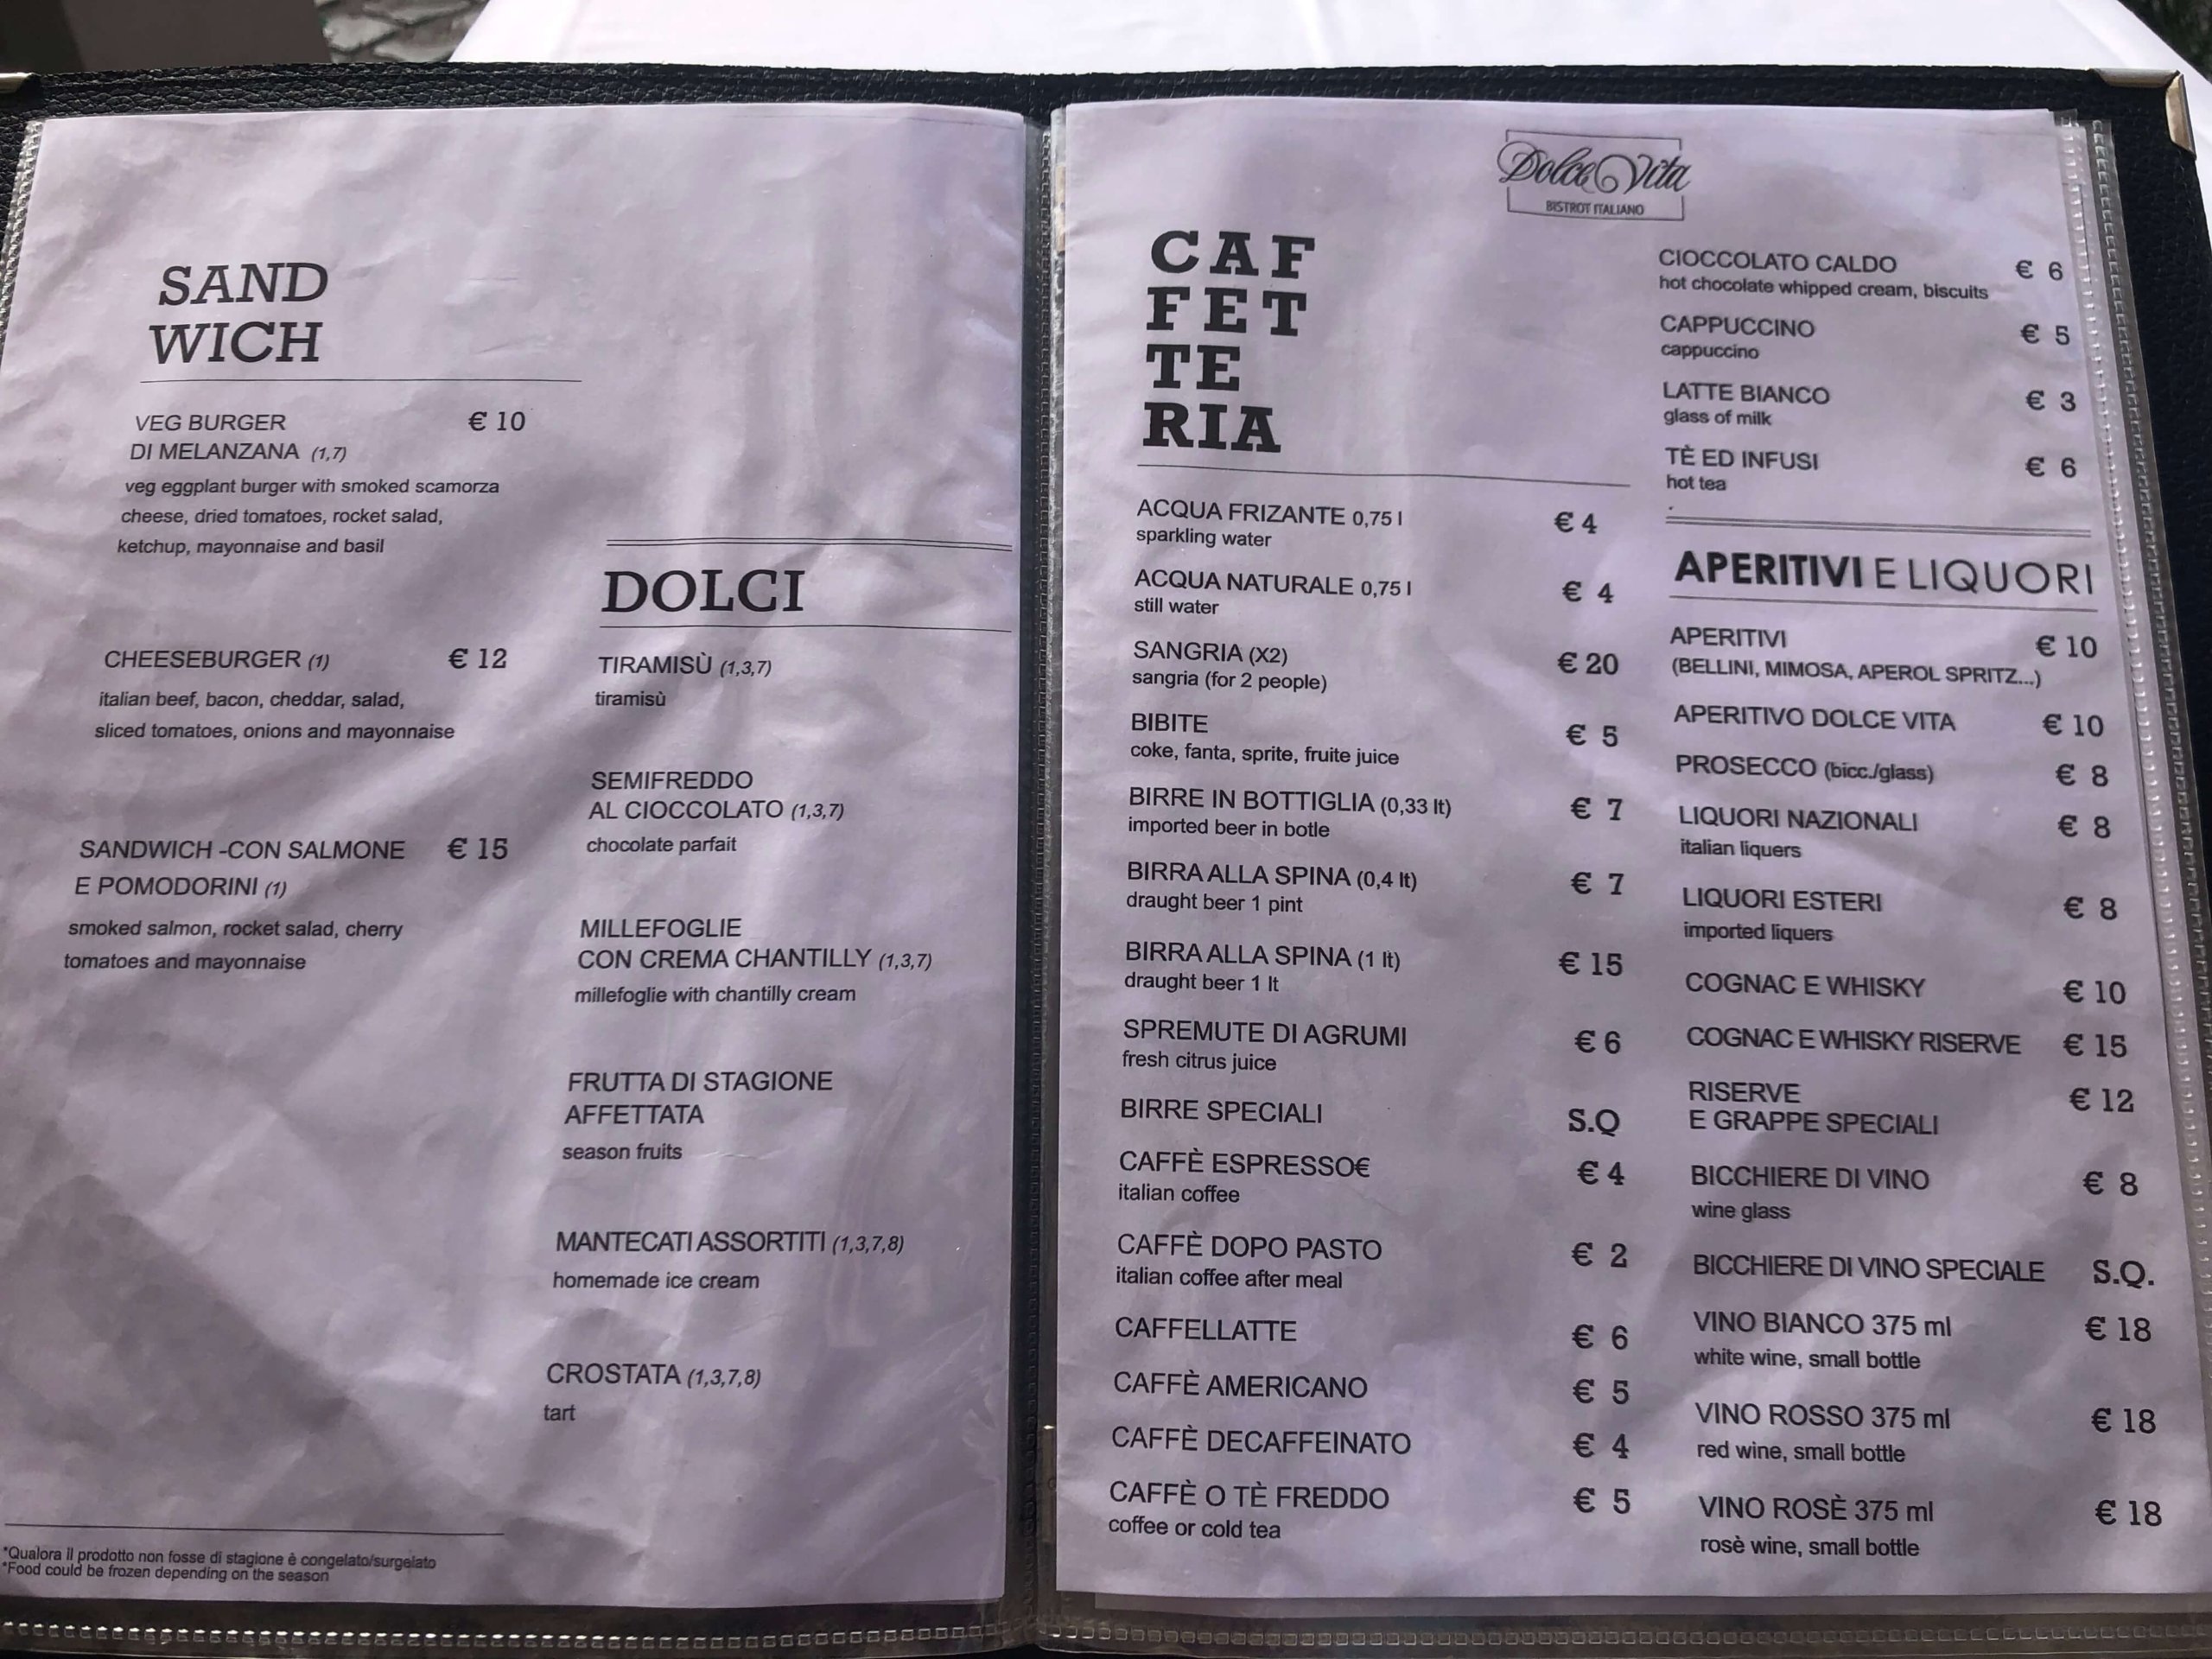 SAND
WICH
VEG BURGER € 10
DI MELANZANA (1,7)
veg eggplant burger with smoked scamorza
cheese, dried tomatoes, rocket salad,
ketchup, mayonnaise and basil
CHEESEBURGER (1) € 12
italian beef, bacon, cheddar, salad,
sliced tomatoes, onions and mayonnaise
SANDWICH -CON SALMONE € 15
E POMODORINI (1)
smoked salmon, rocket salad, cherry
tomatoes and mayonnaise
*Qualora il prodotto non fosse di stagione è congelato/surgelato
*Food could be frozen depending on the season
DOLCI
TIRAMISÙ (1,3,7)
tiramisù
SEMIFREDDO
AL CIOCCOLATO (1,3,7)
chocolate parfait
MILLEFOGLIE
CON CREMA CHANTILLY (1,3,7)
millefoglie with chantilly cream
FRUTTA DI STAGIONE
AFFETTATA
season fruits
MANTECATI ASSORTITI (1,3,7,8)
homemade ice cream
CROSTATA (1,3,7,8)
tart
Dolce Vita
BISTROT ITALIANO
CAF
FET
TE
RIA
ACQUA FRIZANTE 0,75 l € 4
sparkling water
ACQUA NATURALE 0,75 l € 4
still water
SANGRIA (X2) € 20
sangria (for 2 people)
BIBITE € 5
coke, fanta, sprite, fruite juice
BIRRE IN BOTTIGLIA (0,33 lt) € 7
imported beer in botle
BIRRA ALLA SPINA (0,4 lt) € 7
draught beer 1 pint
BIRRA ALLA SPINA (1 lt) € 15
draught beer 1 lt
SPREMUTE DI AGRUMI € 6
fresh citrus juice
BIRRE SPECIALI S.Q
CAFFÈ ESPRESSO€ € 4
italian coffee
CAFFÈ DOPO PASTO € 2
italian coffee after meal
CAFFELLATTE € 6
CAFFÈ AMERICANO € 5
CAFFÈ DECAFFEINATO € 4
CAFFÈ O TÈ FREDDO € 5
coffee or cold tea
CIOCCOLATO CALDO € 6
hot chocolate whipped cream, biscuits
CAPPUCCINO € 5
cappuccino
LATTE BIANCO € 3
glass of milk
TÈ ED INFUSI € 6
hot tea
APERITIVI E LIQUORI
APERITIVI € 10
(BELLINI, MIMOSA, APEROL SPRITZ...)
APERITIVO DOLCE VITA € 10
PROSECCO (bicc./glass) € 8
LIQUORI NAZIONALI € 8
italian liquers
LIQUORI ESTERI € 8
imported liquers
COGNAC E WHISKY € 10
COGNAC E WHISKY RISERVE € 15
RISERVE € 12
E GRAPPE SPECIALI
BICCHIERE DI VINO € 8
wine glass
BICCHIERE DI VINO SPECIALE S.Q.
VINO BIANCO 375 ml € 18
white wine, small bottle
VINO ROSSO 375 ml € 18
red wine, small bottle
VINO ROSÈ 375 ml € 18
rosè wine, small bottle